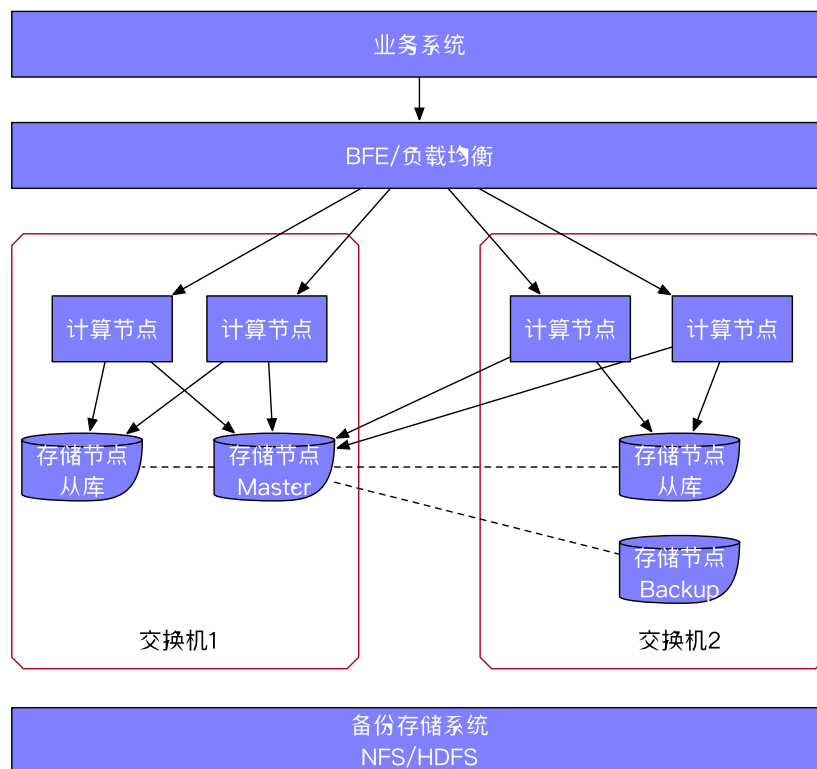 业务系统
BFE/负载均衡
计算节点
计算节点
计算节点
计算节点
存储节点
从库
存储节点
Master
存储节点
从库
存储节点
Backup
交换机1
交换机2
备份存储系统
NFS/HDFS